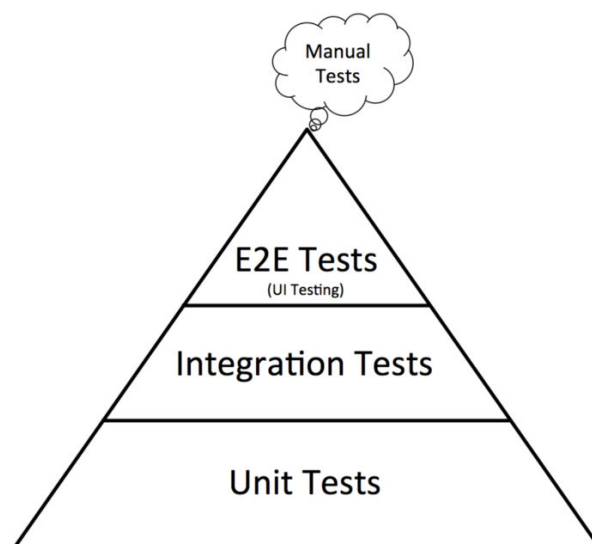 Manual
Tests
E2E Tests
(UI Testing)
Integration Tests
Unit Tests